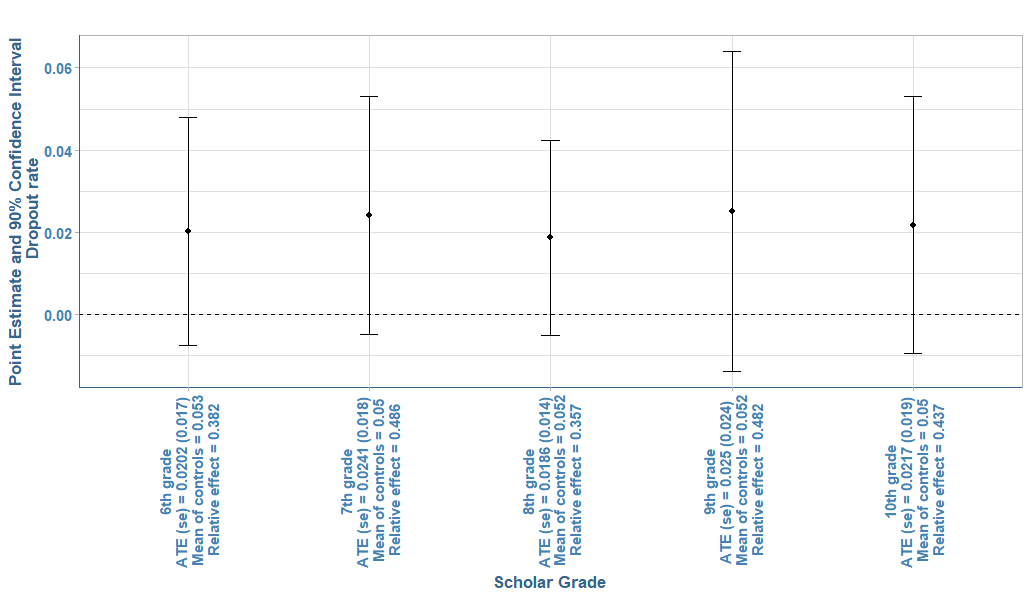 Point Estimate and 90% Confidence Interval
Dropout rate
0.06
0.04
0.02
0.00
6th grade
ATE (se) = 0.0202 (0.017)
Mean of controls = 0.053
Relative effect = 0.382
7th grade
ATE (se) = 0.0241 (0.018)
Mean of controls = 0.05
Relative effect = 0.486
8th grade
ATE (se) = 0.0186 (0.014)
Mean of controls = 0.052
Relative effect = 0.357
9th grade
ATE (se) = 0.025 (0.024)
Mean of controls = 0.052
Relative effect = 0.482
10th grade
ATE (se) = 0.0217 (0.019)
Mean of controls = 0.05
Relative effect = 0.437
Scholar Grade